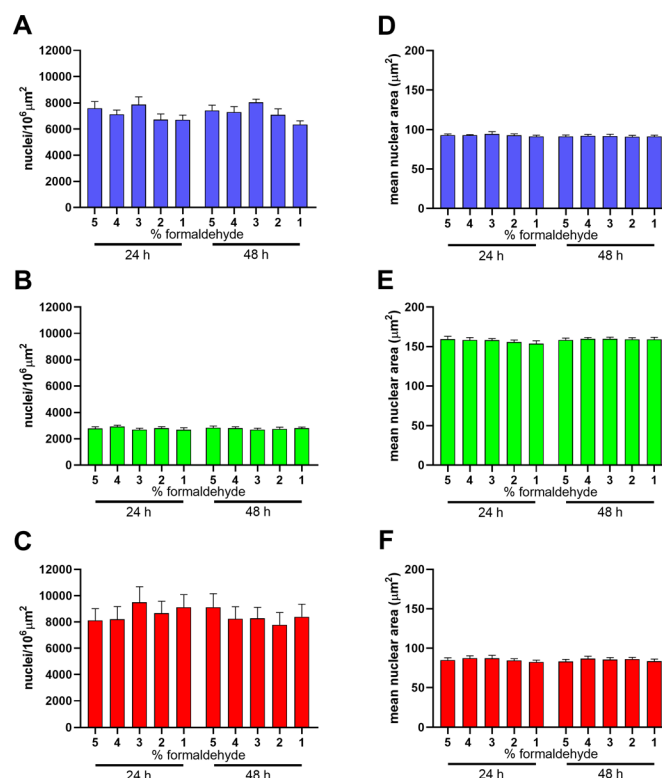 A
nuclei/10⁶μm²
12000
10000
8000
6000
4000
2000
0
5 4 3 2 1 5 4 3 2 1
% formaldehyde
24 h 48 h
D
mean nuclear area (μm²)
200
150
100
50
0
5 4 3 2 1 5 4 3 2 1
% formaldehyde
24 h 48 h
B
nuclei/10⁶μm²
12000
10000
8000
6000
4000
2000
0
5 4 3 2 1 5 4 3 2 1
% formaldehyde
24 h 48 h
E
mean nuclear area (μm²)
200
150
100
50
0
5 4 3 2 1 5 4 3 2 1
% formaldehyde
24 h 48 h
C
nuclei/10⁶μm²
12000
10000
8000
6000
4000
2000
0
5 4 3 2 1 5 4 3 2 1
% formaldehyde
24 h 48 h
F
mean nuclear area (μm²)
200
150
100
50
0
5 4 3 2 1 5 4 3 2 1
% formaldehyde
24 h 48 h